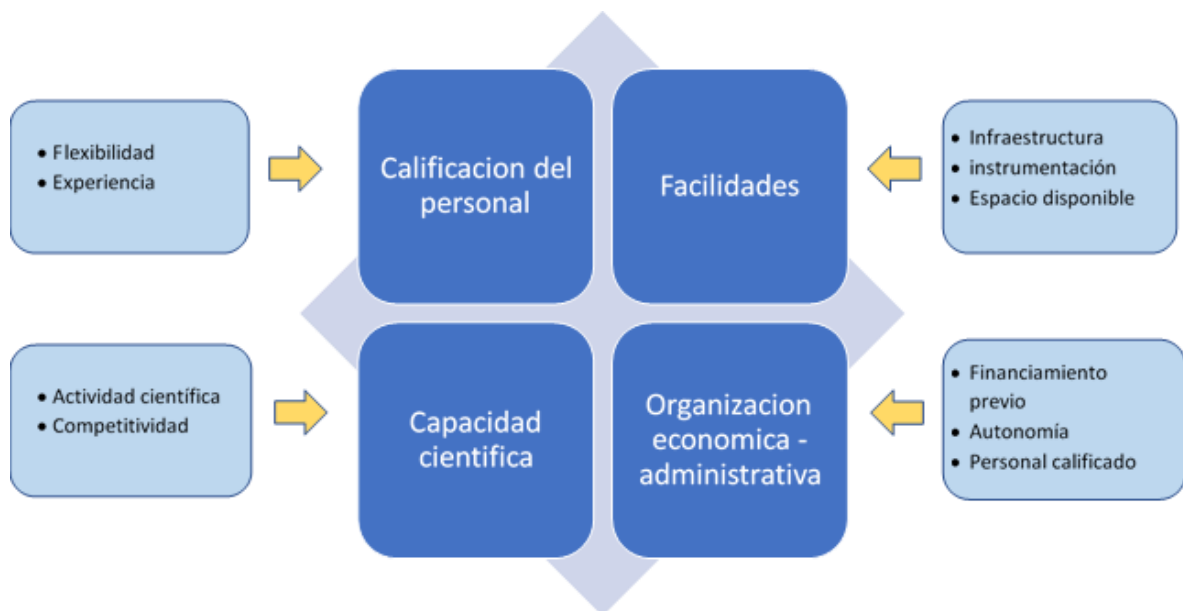 • Flexibilidad
• Experiencia
Calificacion del
personal
Facilidades
• Infraestructura
• instrumentación
• Espacio disponible
• Actividad científica
• Competitividad
Capacidad
cientifica
Organizacion
economica -
administrativa
• Financiamiento
previo
• Autonomía
• Personal calificado